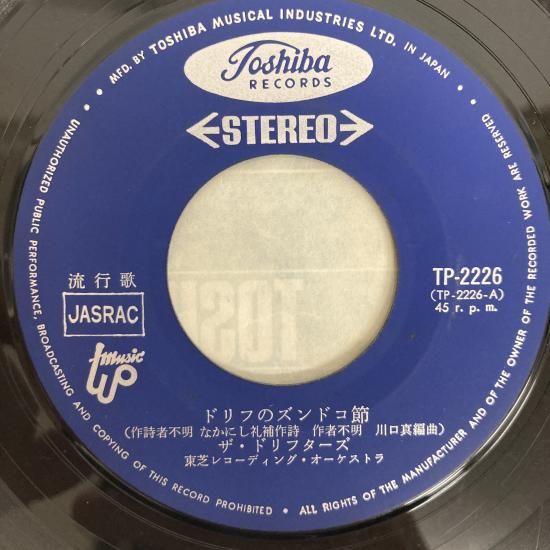 MFD. BY TOSHIBA MUSICAL INDUSTRIES LTD. IN JAPAN
Toshiba
RECORDS
STEREO
流行歌
JASRAC
TP-2226
(TP-2226-A)
45 r.p.m.
music
ドリフのズンドコ節
(作詩者不明 なかにし礼補作詩 作者不明 川口真編曲)
ザ・ドリフターズ
東芝レコーディング・オーケストラ
UNAUTHORIZED PUBLIC PERFORMANCE, BROADCASTING AND COPYING OF THIS RECORD PROHIBITED • ALL RIGHTS OF THE MANUFACTURER AND OF THE OWNER OF THE RECORDED WORK ARE RESERVED